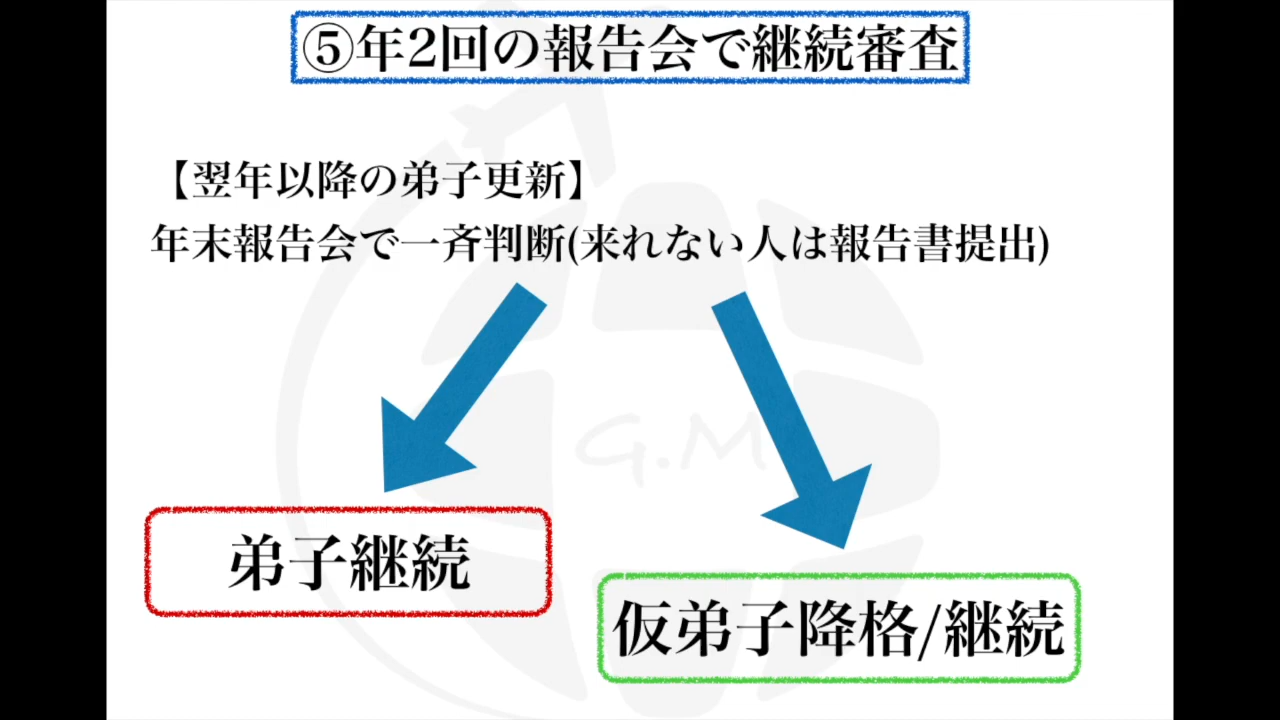 ⑤年2回の報告会で継続審査
【翌年以降の弟子更新】
年末報告会で一斉判断(来れない人は報告書提出)
G.M
弟子継続
仮弟子降格/継続